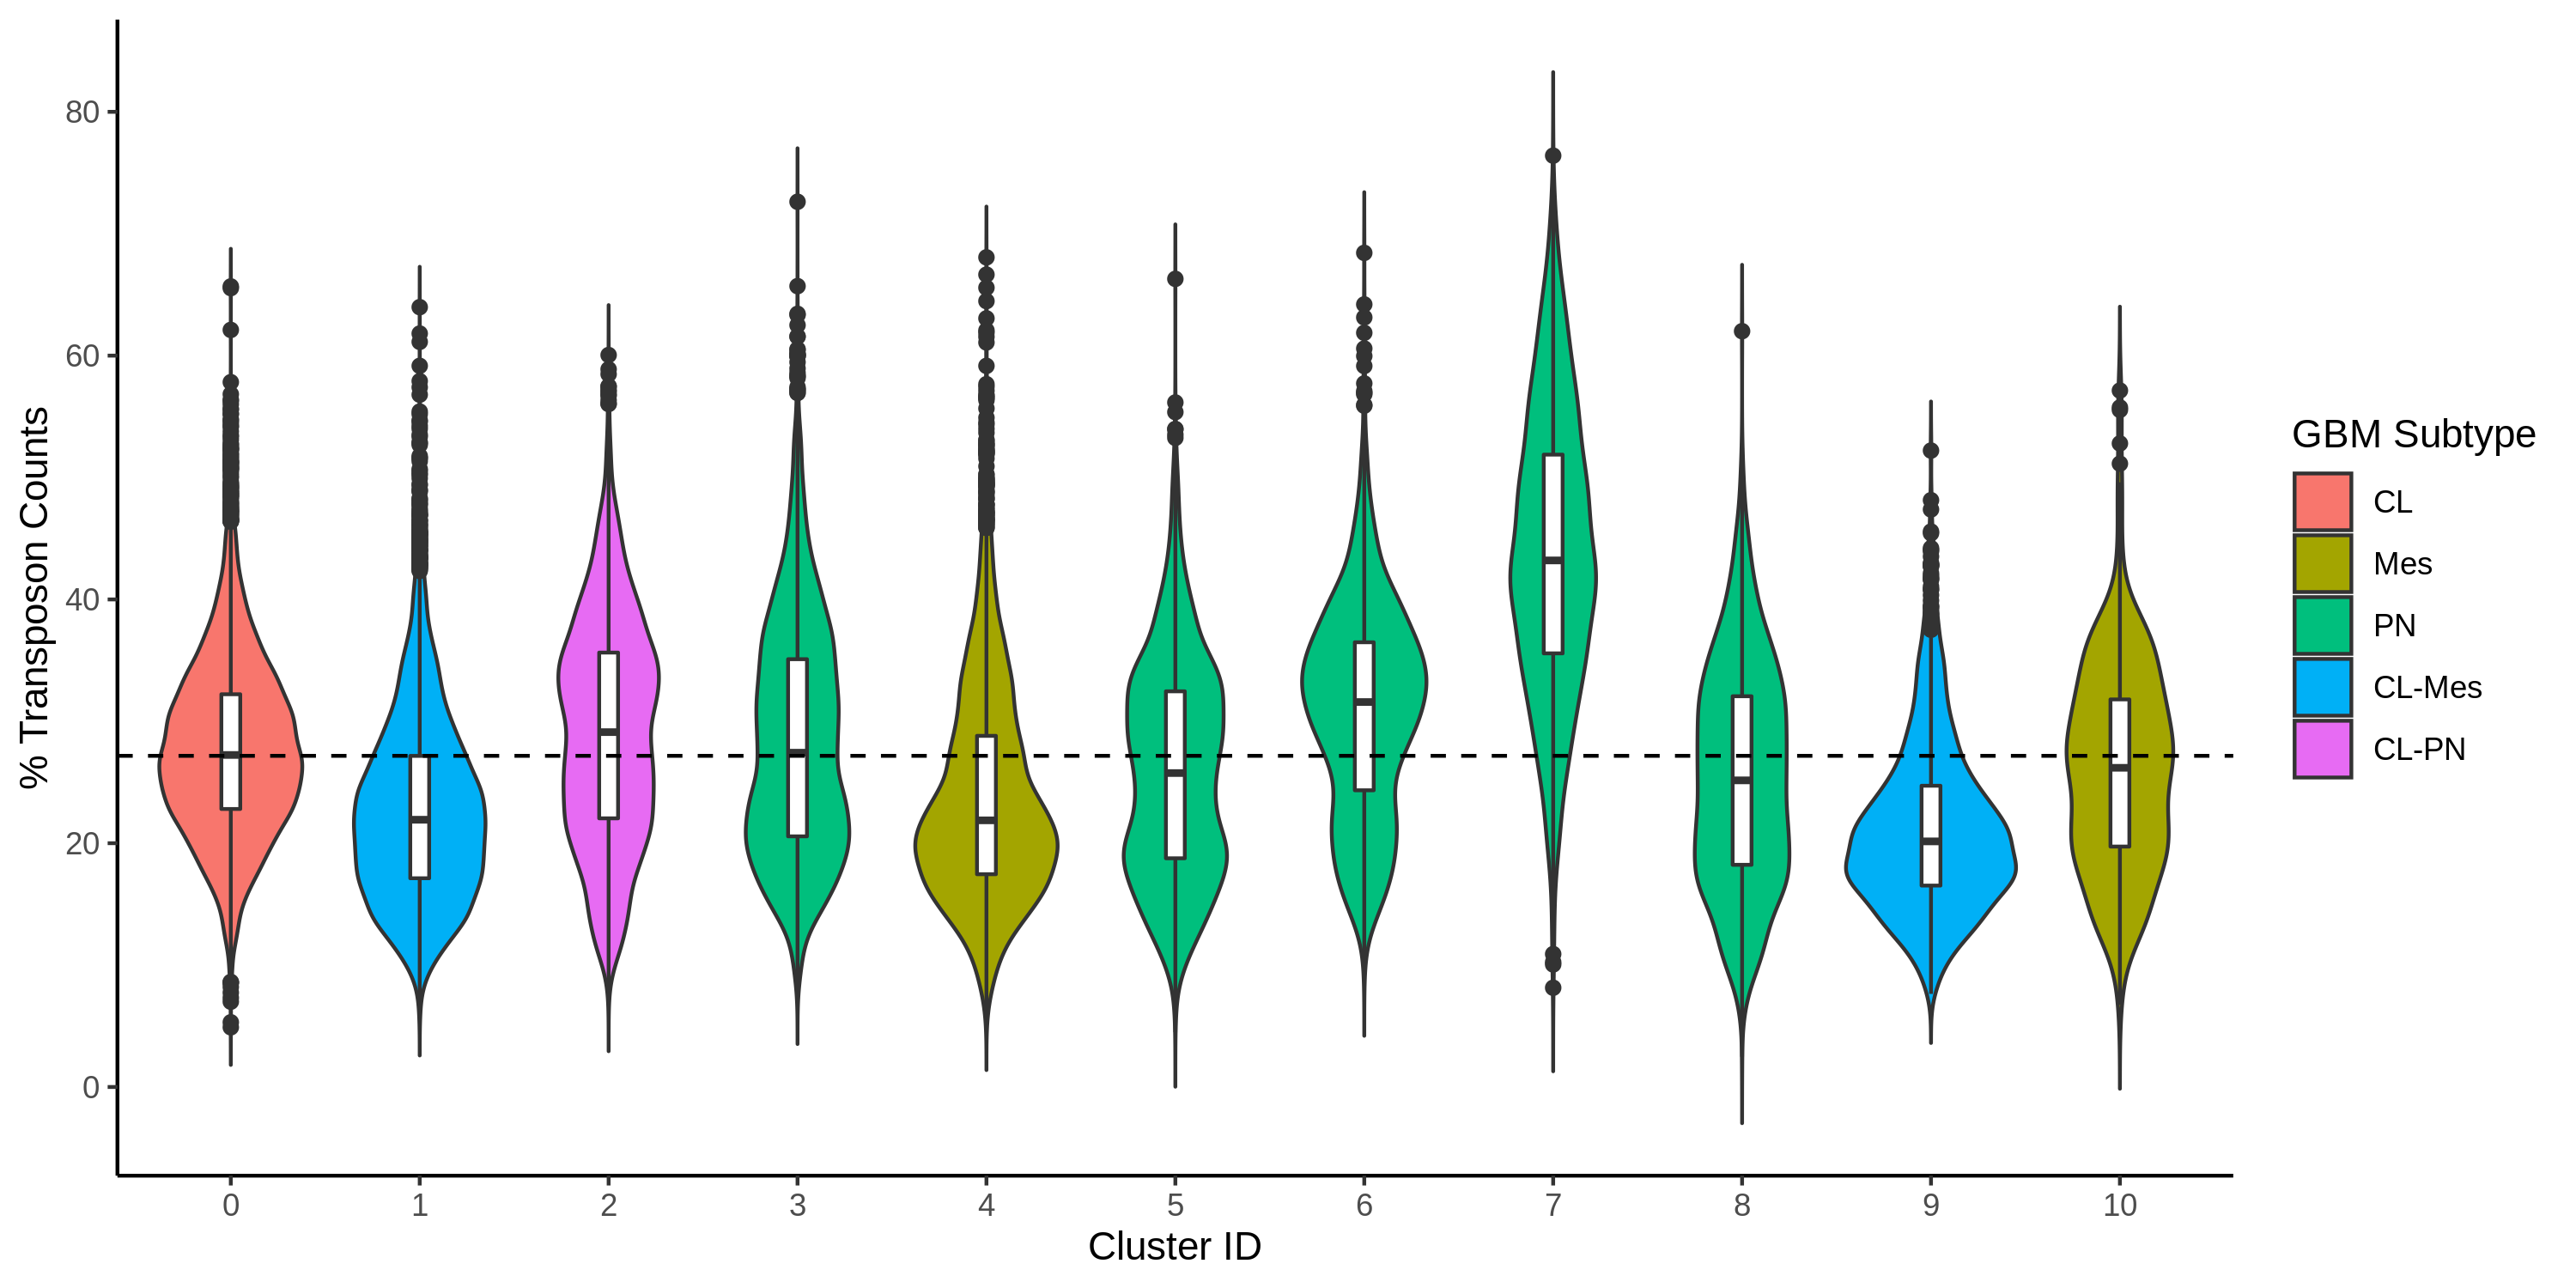 80
60
40
20
0
% Transposon Counts
0 1 2 3 4 5 6 7 8 9 10
Cluster ID
GBM Subtype
CL
Mes
PN
CL-Mes
CL-PN